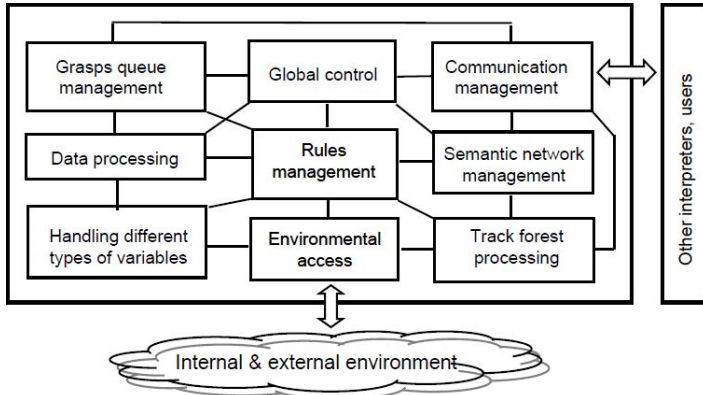 Grasps queue
management
Global control
Communication
management
Data processing
Rules
management
Semantic network
management
Handling different
types of variables
Environmental
access
Track forest
processing
Other interpreters, users
Internal & external environment